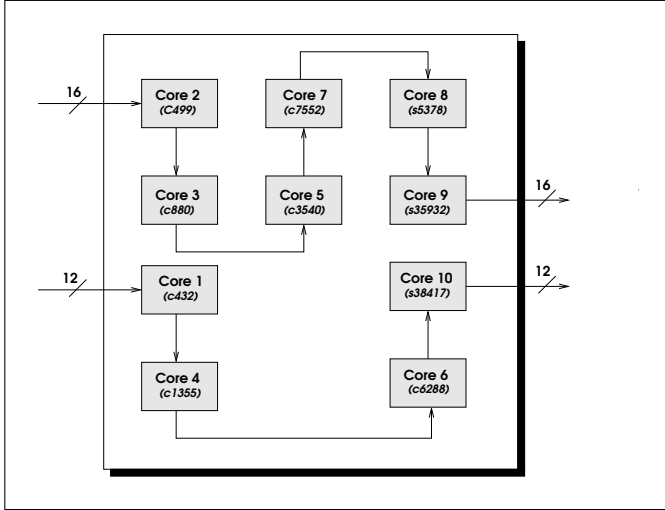 16
Core 2
(C499)
Core 7
(c7552)
Core 8
(s5378)
Core 3
(c880)
Core 5
(c3540)
Core 9
(s35932)
16
12
Core 1
(c432)
Core 10
(s38417)
12
Core 4
(c1355)
Core 6
(c6288)